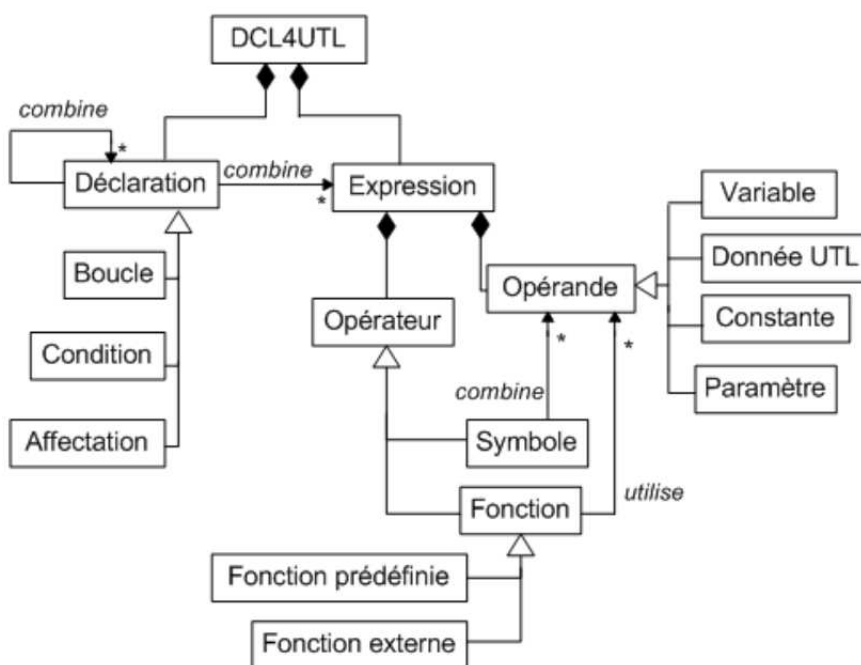 DCL4UTL
combine
*
Déclaration
combine
*
Expression
Variable
Donnée UTL
Constante
Paramètre
Boucle
Condition
Affectation
Opérateur
Opérande
*
*
combine
Symbole
utilise
Fonction
Fonction prédéfinie
Fonction externe